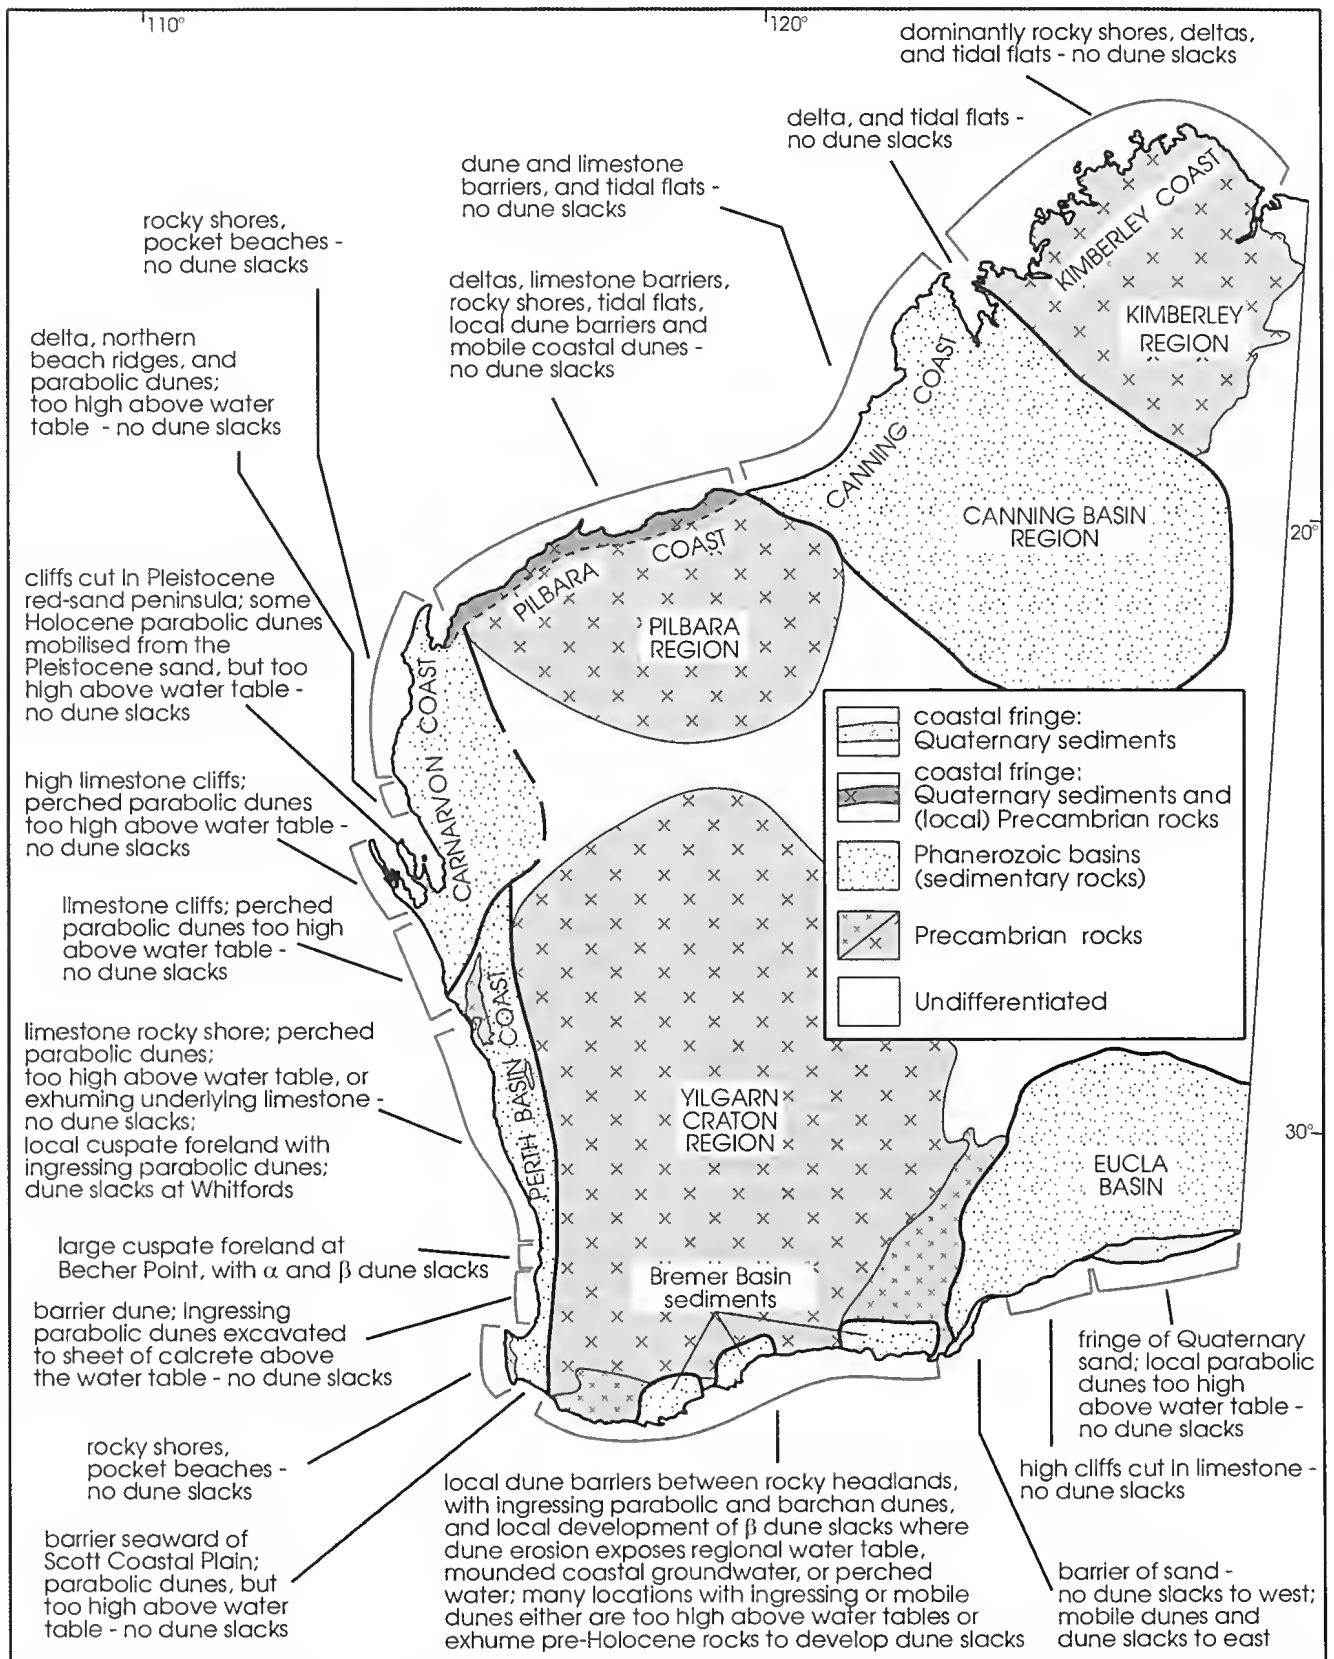 110°
120°
dominantly rocky shores, deltas,
and tidal flats - no dune slacks
delta, and tidal flats -
no dune slacks
dune and limestone
barriers, and tidal flats -
no dune slacks
rocky shores,
pocket beaches -
no dune slacks
deltas, limestone barriers,
rocky shores, tidal flats,
local dune barriers and
mobile coastal dunes -
no dune slacks
delta, northern
beach ridges, and
parabolic dunes;
too high above water
table - no dune slacks
KIMBERLEY COAST
KIMBERLEY
REGION
CANNING COAST
CANNING BASIN
REGION
20°
PILBARA COAST
PILBARA
REGION
cliffs cut in Pleistocene
red-sand peninsula; some
Holocene parabolic dunes
mobilised from the
Pleistocene sand, but too
high above water table -
no dune slacks
CARNARVON COAST
high limestone cliffs;
perched parabolic dunes
too high above water table -
no dune slacks
limestone cliffs; perched
parabolic dunes too high
above water table -
no dune slacks
coastal fringe:
Quaternary sediments
coastal fringe:
Quaternary sediments and
(local) Precambrian rocks
Phanerozoic basins
(sedimentary rocks)
Precambrian rocks
Undifferentiated
limestone rocky shore; perched
parabolic dunes;
too high above water table, or
exhuming underlying limestone -
no dune slacks;
local cuspate foreland with
ingressing parabolic dunes;
dune slacks at Whitfords
PERTH BASIN COAST
YILGARN
CRATON
REGION
30°
EUCLA
BASIN
large cuspate foreland at
Becher Point, with α and β dune slacks
Bremer Basin
sediments
barrier dune; Ingressing
parabolic dunes excavated
to sheet of calcrete above
the water table - no dune slacks
fringe of Quaternary
sand; local parabolic
dunes too high
above water table -
no dune slacks
rocky shores,
pocket beaches -
no dune slacks
high cliffs cut in limestone -
no dune slacks
local dune barriers between rocky headlands,
with ingressing parabolic and barchan dunes,
and local development of β dune slacks where
dune erosion exposes regional water table,
mounded coastal groundwater, or perched
water; many locations with ingressing or mobile
dunes either are too high above water tables or
exhume pre-Holocene rocks to develop dune slacks
barrier seaward of
Scott Coastal Plain;
parabolic dunes, but
too high above water
table - no dune slacks
barrier of sand -
no dune slacks to west;
mobile dunes and
dune slacks to east